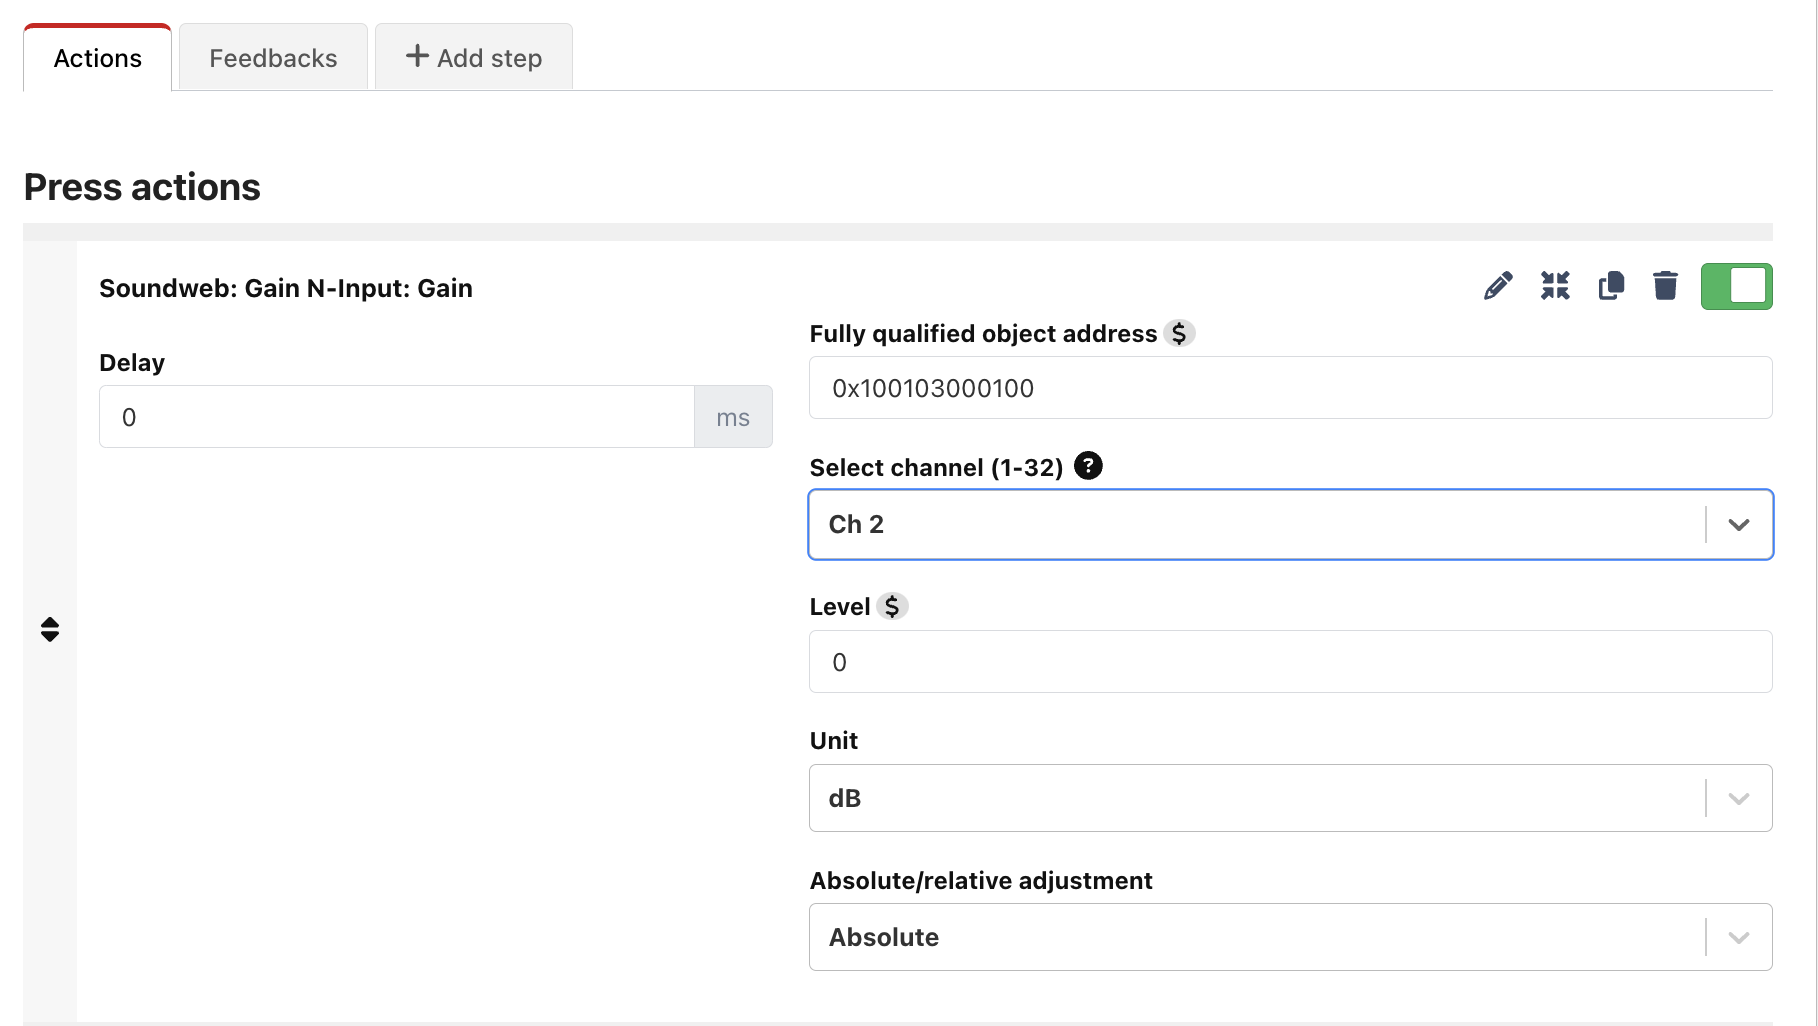 Actions
Feedbacks
+ Add step
Press actions
Soundweb: Gain N-Input: Gain
Delay
0
ms
Fully qualified object address $
0x100103000100
Select channel (1-32) ?
Ch 2
Level $
0
Unit
dB
Absolute/relative adjustment
Absolute